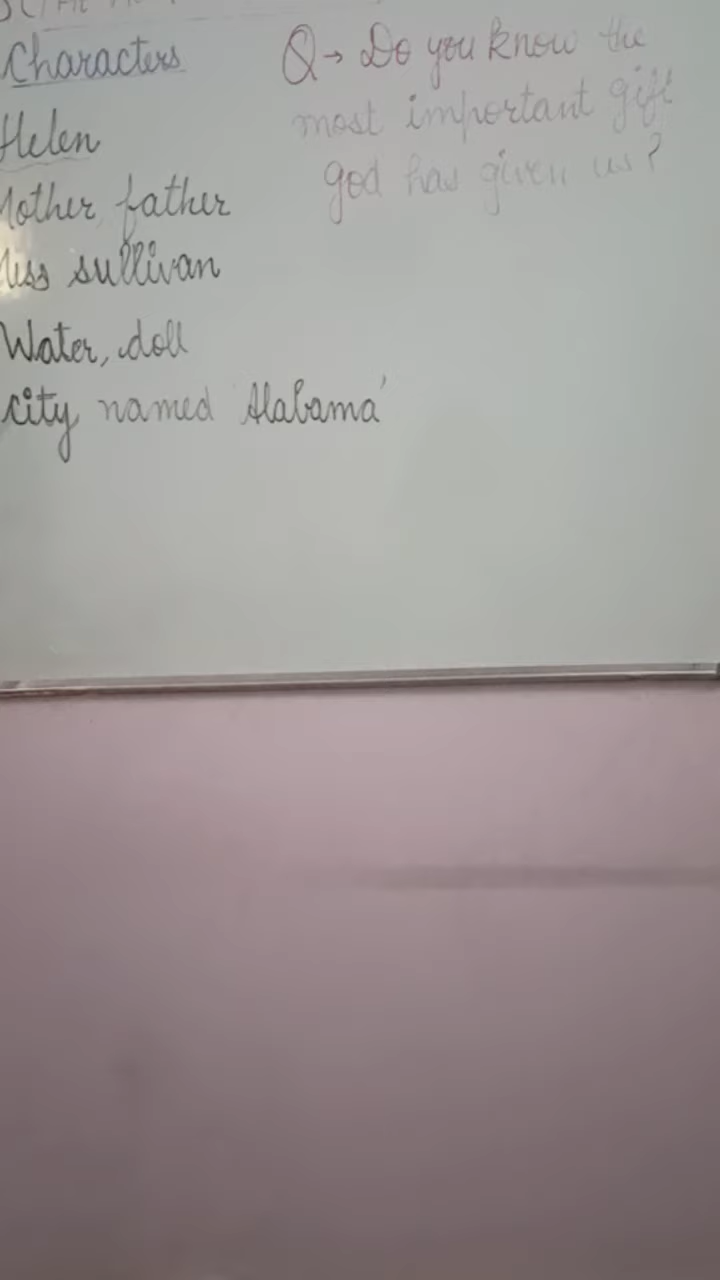 Characters
Q→ Do you know the
most important gift
god has given us?
Helen
Mother father
Miss sullivan
Water, doll
city named 'Alabama'